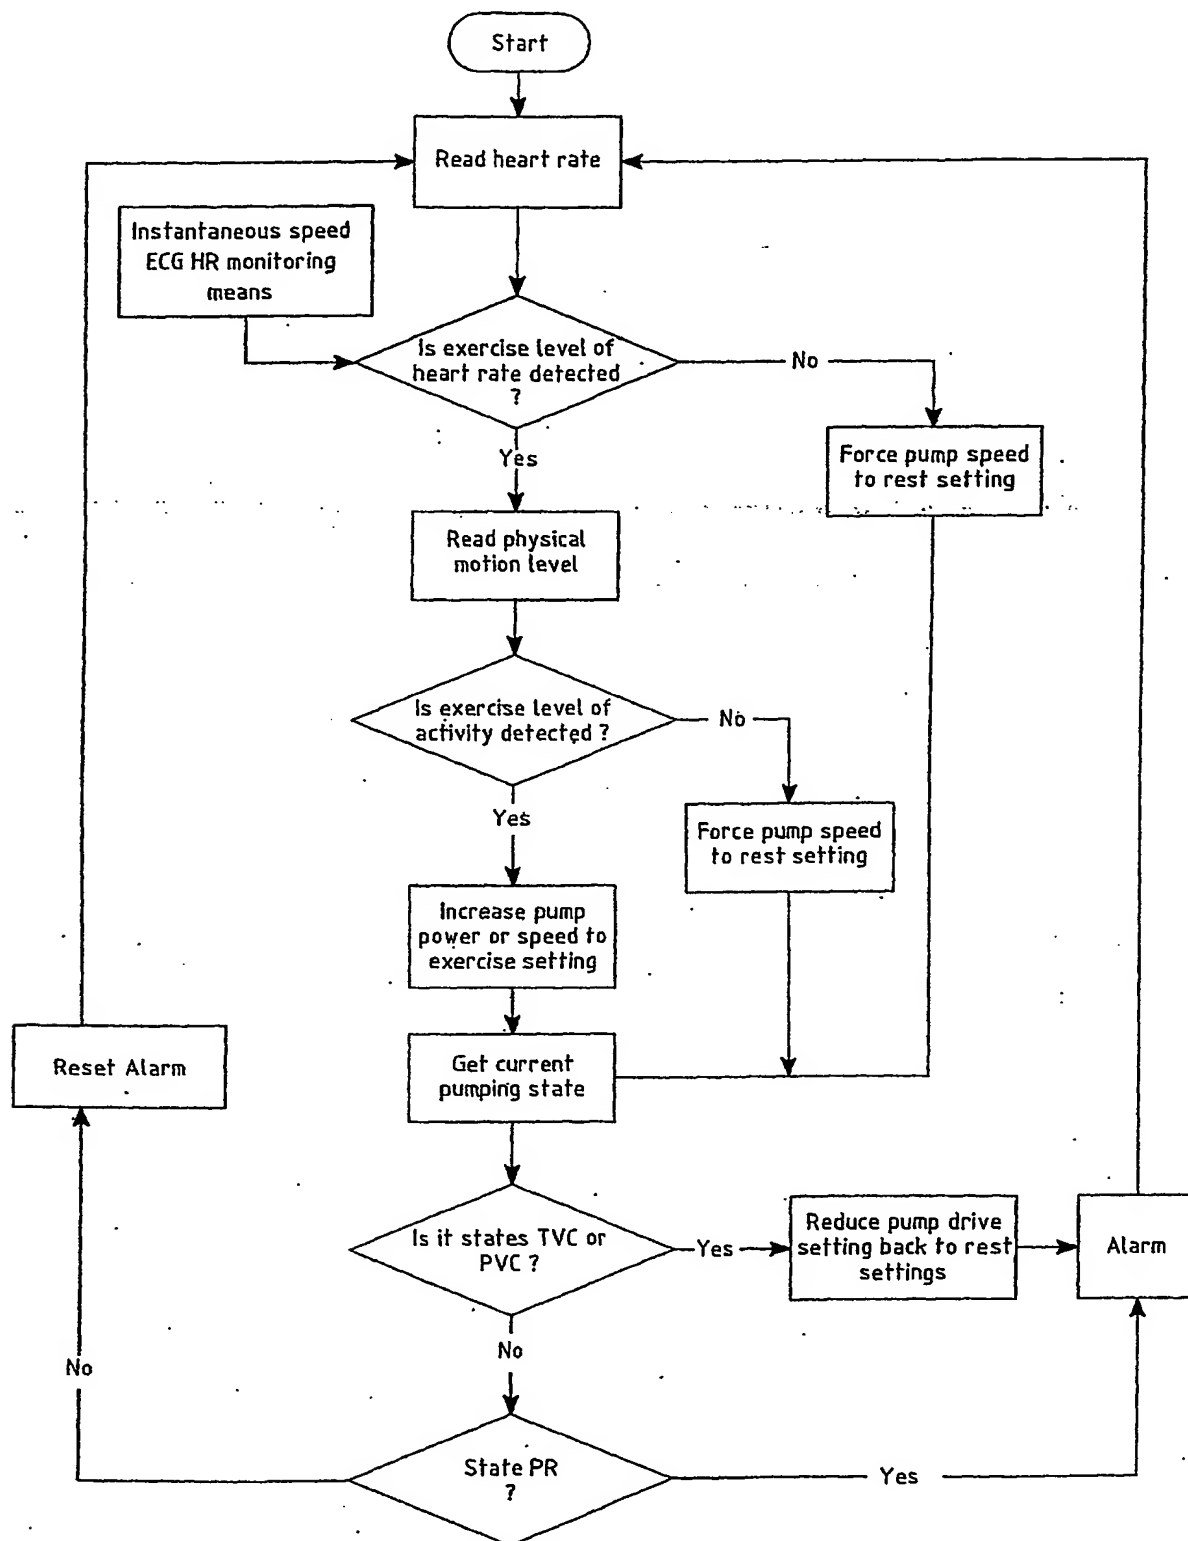 Start
Read heart rate
Instantaneous speed
ECG HR monitoring
means
Is exercise level of
heart rate detected
?
No
Yes
Force pump speed
to rest setting
Read physical
motion level
Is exercise level of
activity detected ?
No
Yes
Force pump speed
to rest setting
Increase pump
power or speed to
exercise setting
Reset Alarm
Get current
pumping state
Is it states TVC or
PVC ?
Yes
Reduce pump drive
setting back to rest
settings
Alarm
No
No
State PR
?
Yes